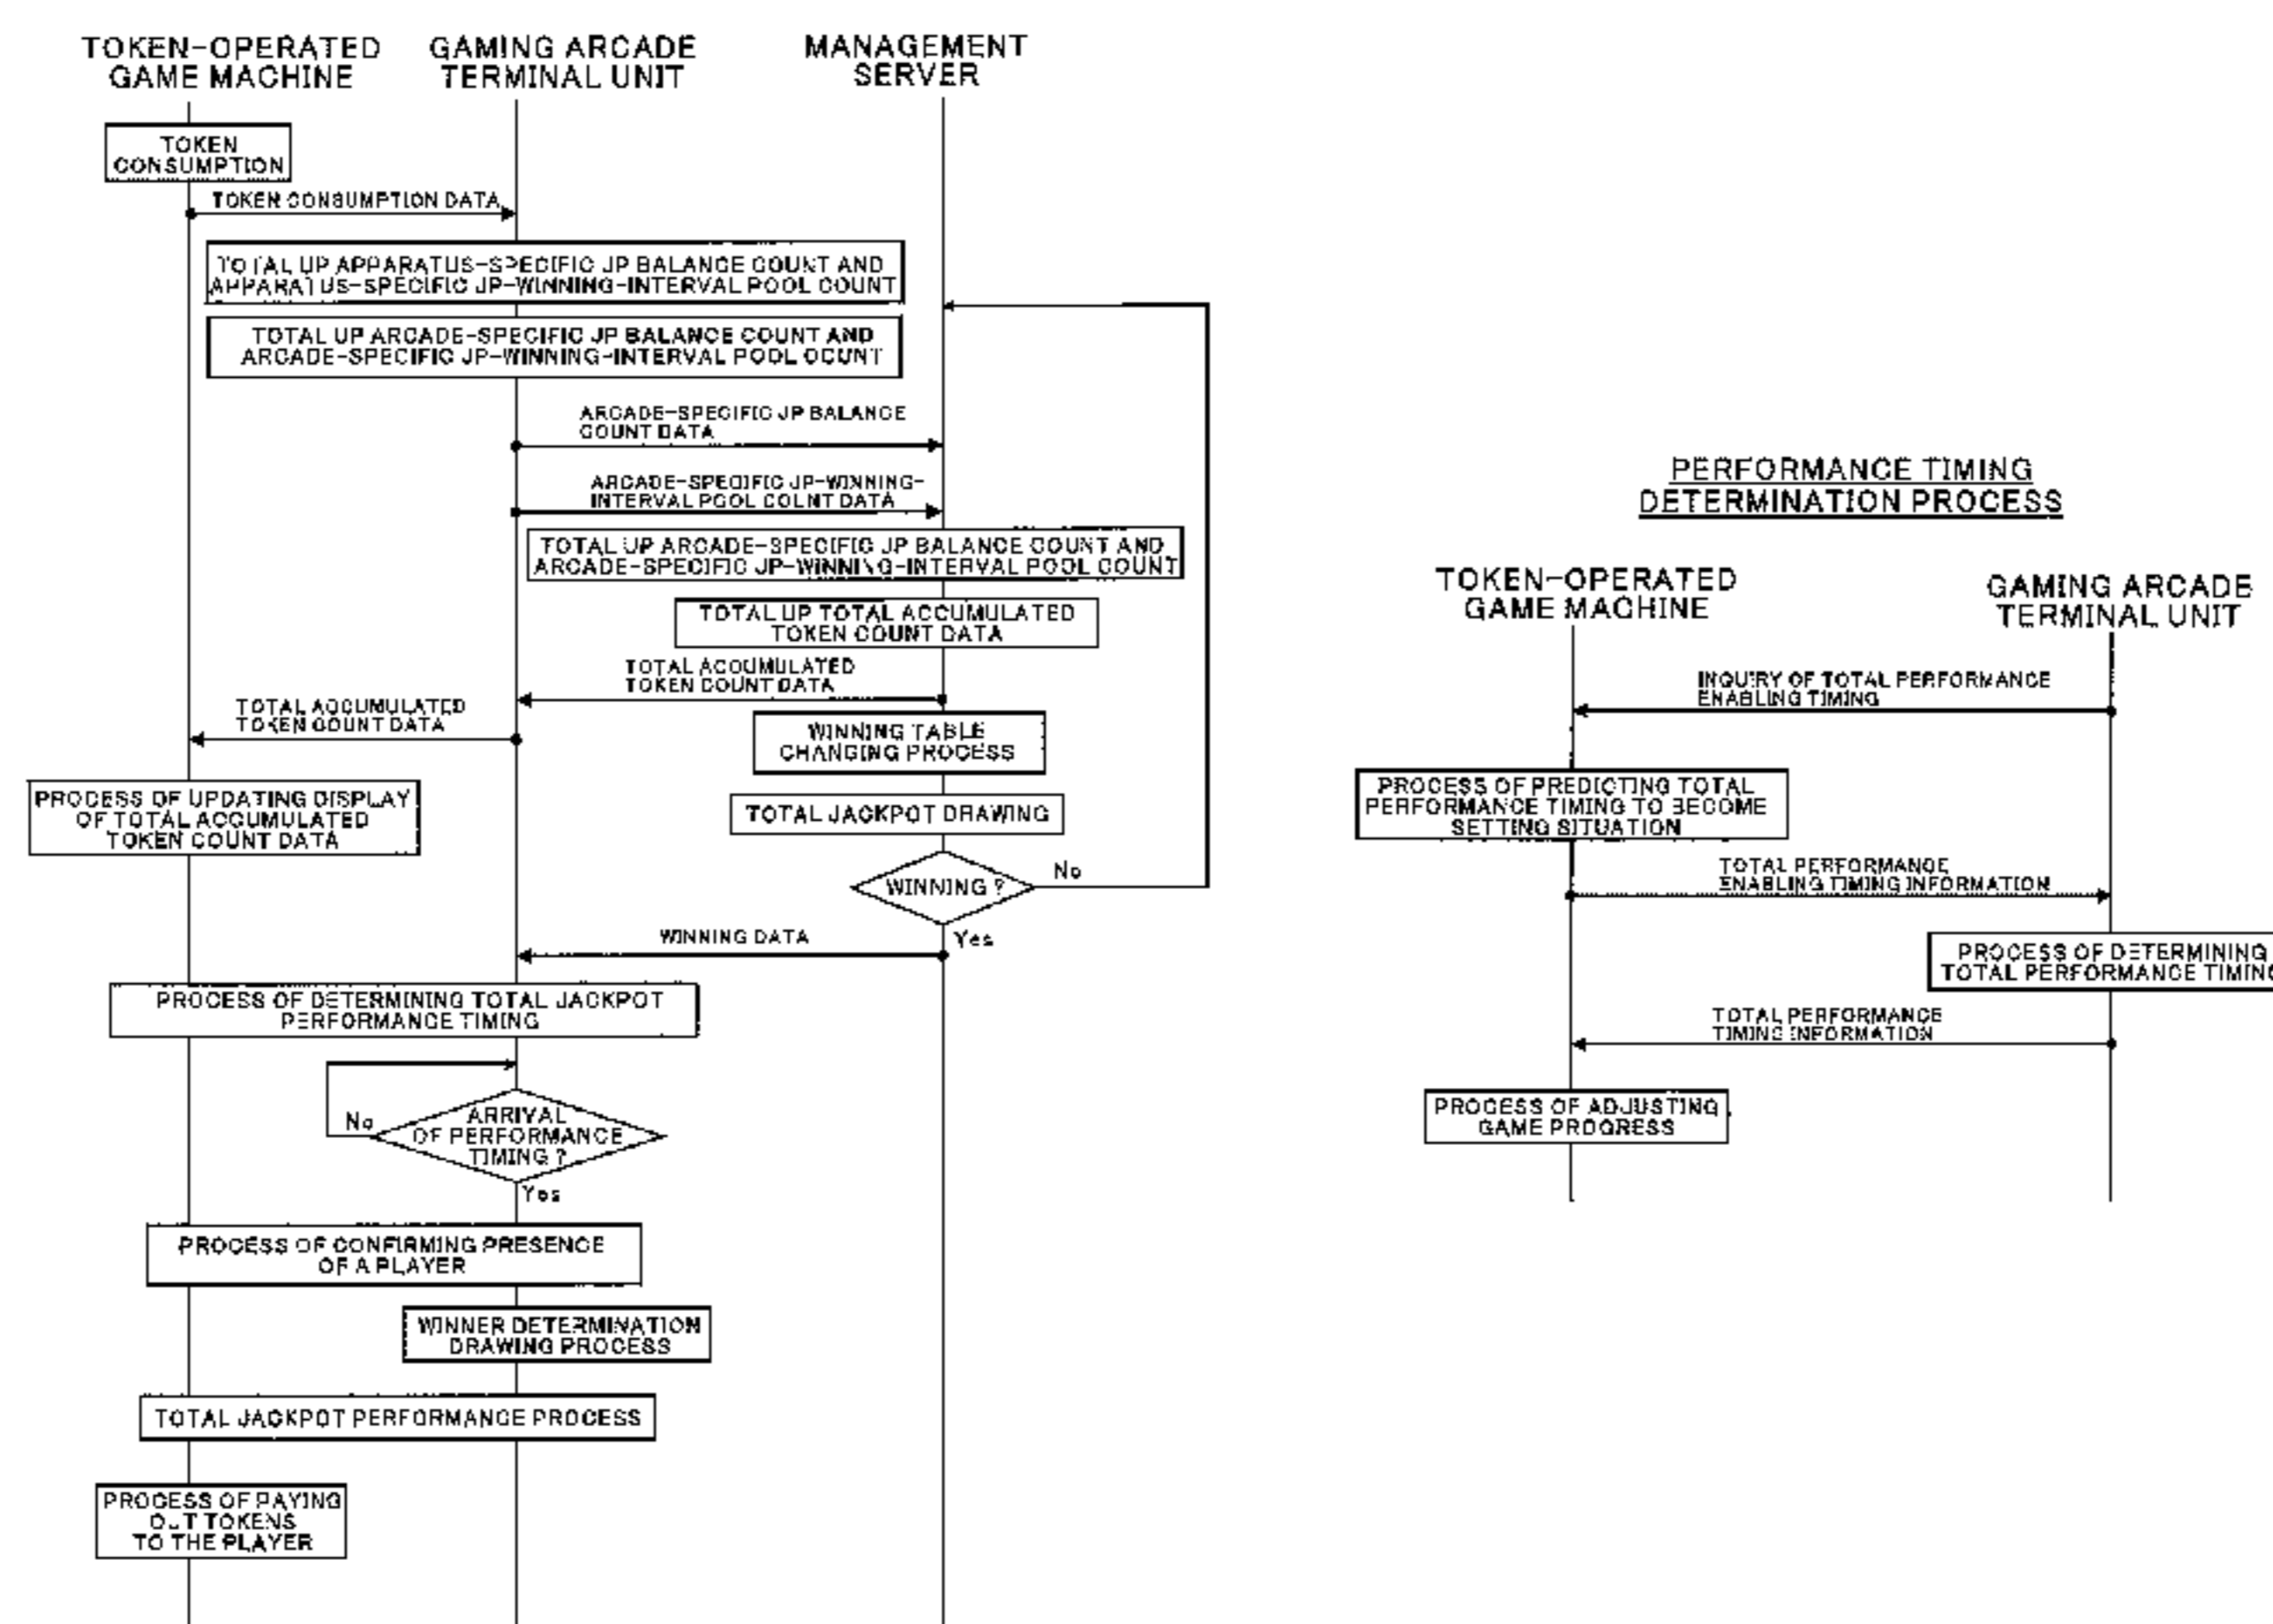 TOKEN-OPERATED
GAME MACHINE
GAMING ARCADE
TERMINAL UNIT
MANAGEMENT
SERVER
TOKEN
CONSUMPTION
TOKEN CONSUMPTION DATA
TOTAL UP APPARATUS-SPECIFIC JP BALANCE COUNT AND
APPARATUS-SPECIFIC JP-WINNING-INTERVAL POOL COUNT
TOTAL UP ARCADE-SPECIFIC JP BALANCE COUNT AND
ARCADE-SPECIFIC JP-WINNING-INTERVAL POOL COUNT
ARCADE-SPECIFIC JP BALANCE
COUNT DATA
ARCADE-SPECIFIC JP-WINNING-
INTERVAL POOL COUNT DATA
TOTAL UP ARCADE-SPECIFIC JP BALANCE COUNT AND
ARCADE-SPECIFIC JP-WINNING-INTERVAL POOL COUNT
TOTAL UP TOTAL ACCUMULATED
TOKEN COUNT DATA
TOTAL ACCUMULATED
TOKEN COUNT DATA
TOTAL ACCUMULATED
TOKEN COUNT DATA
WINNING TABLE
CHANGING PROCESS
PROCESS OF UPDATING DISPLAY
OF TOTAL ACCUMULATED
TOKEN COUNT DATA
TOTAL JACKPOT DRAWING
WINNING ?
No
Yes
WINNING DATA
PROCESS OF DETERMINING TOTAL JACKPOT
PERFORMANCE TIMING
ARRIVAL
OF PERFORMANCE
TIMING ?
No
Yes
PROCESS OF CONFIRMING PRESENCE
OF A PLAYER
WINNER DETERMINATION
DRAWING PROCESS
TOTAL JACKPOT PERFORMANCE PROCESS
PROCESS OF PAYING
OUT TOKENS
TO THE PLAYER
PERFORMANCE TIMING
DETERMINATION PROCESS
TOKEN-OPERATED
GAME MACHINE
GAMING ARCADE
TERMINAL UNIT
INQUIRY OF TOTAL PERFORMANCE
ENABLING TIMING
PROCESS OF PREDICTING TOTAL
PERFORMANCE TIMING TO BECOME
SETTING SITUATION
TOTAL PERFORMANCE
ENABLING TIMING INFORMATION
PROCESS OF DETERMINING
TOTAL PERFORMANCE TIMING
TOTAL PERFORMANCE
TIMING INFORMATION
PROCESS OF ADJUSTING
GAME PROGRESS